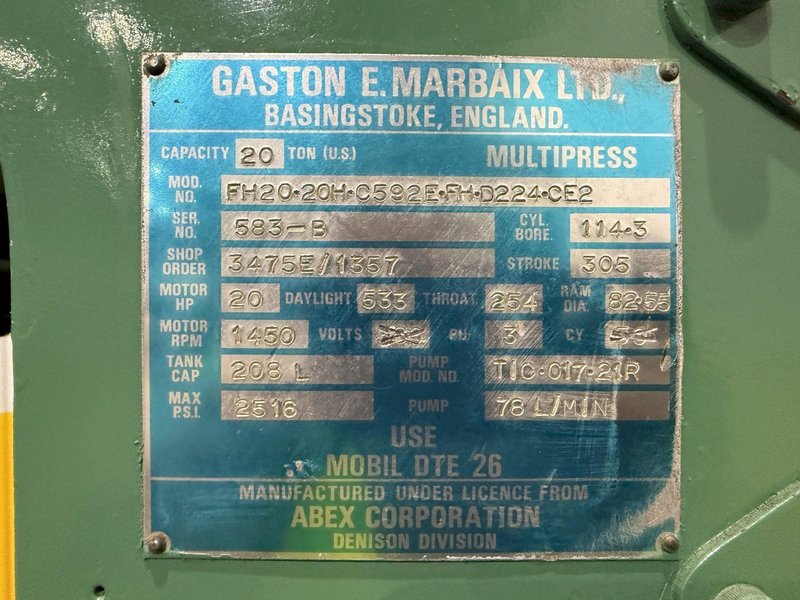 GASTON E. MARBAIX LTD.,
BASINGSTOKE, ENGLAND.
CAPACITY 20 TON (U.S.) MULTIPRESS
MOD. NO. FH20·20H·C592E·FH·D224·CE2
SER. NO. 583-B CYL. BORE. 114·3
SHOP ORDER 3475E/1357 STROKE 305
MOTOR HP 20 DAYLIGHT 533 THROAT 254 RAM DIA. 82·55
MOTOR RPM 1450 VOLTS PH. 3 CY
TANK CAP 208 L PUMP MOD. NO. TIC·017·21R
MAX P.S.I. 2516 PUMP 78 L/MIN
USE
MOBIL DTE 26
MANUFACTURED UNDER LICENCE FROM
ABEX CORPORATION
DENISON DIVISION